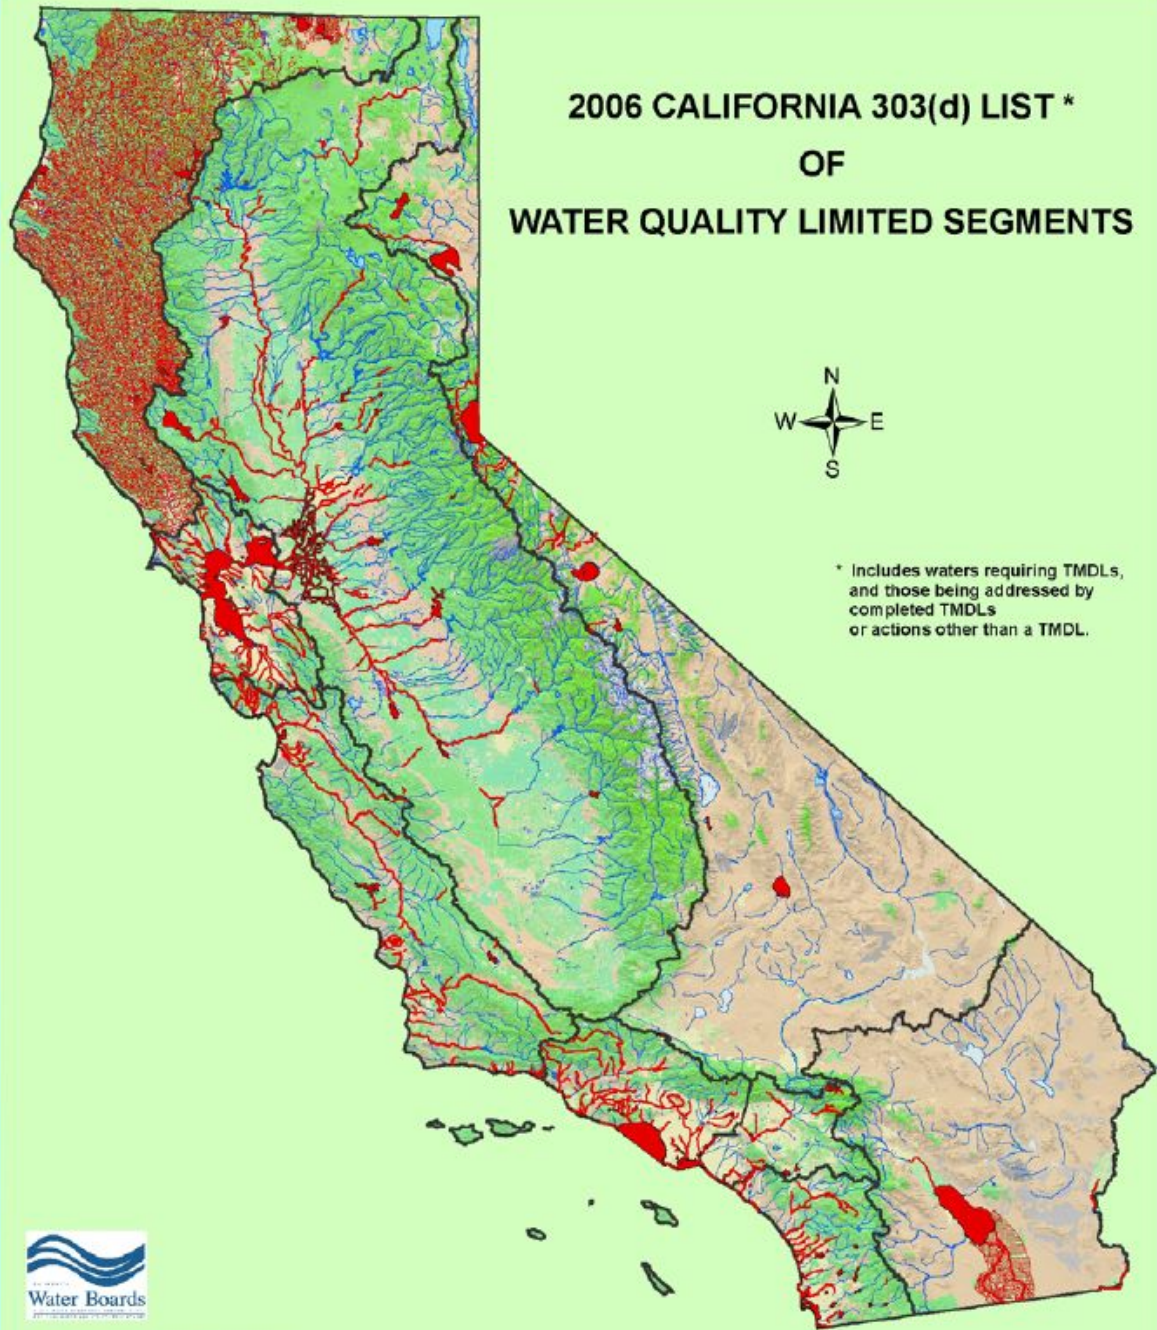 2006 CALIFORNIA 303(d) LIST *
OF
WATER QUALITY LIMITED SEGMENTS
N
W E
S
* Includes waters requiring TMDLs,
and those being addressed by
completed TMDLs
or actions other than a TMDL.
Water Boards